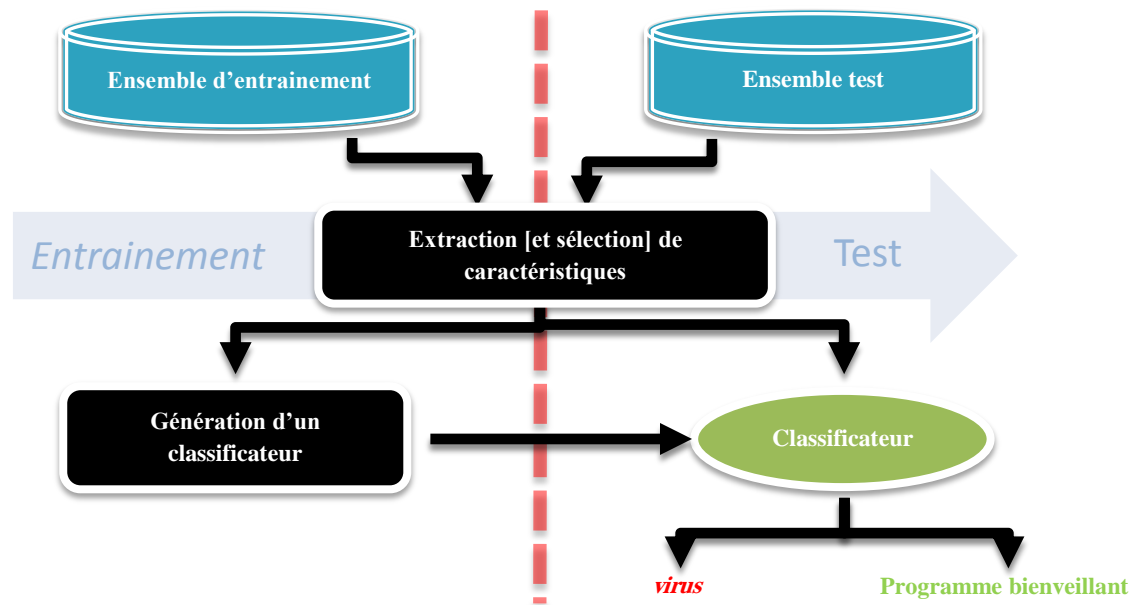 Ensemble d’entrainement
Ensemble test
Extraction [et sélection] de
caractéristiques
Entrainement
Test
Génération d’un
classificateur
Classificateur
virus
Programme bienveillant